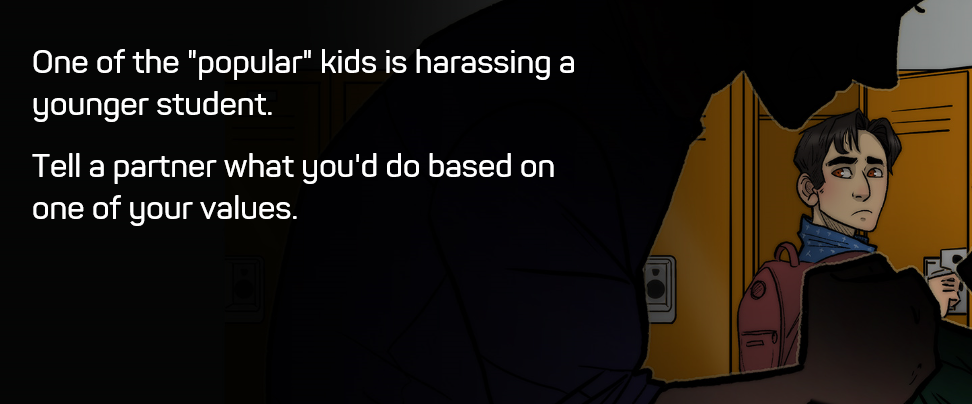 One of the "popular" kids is harassing a
younger student.
Tell a partner what you'd do based on
one of your values.